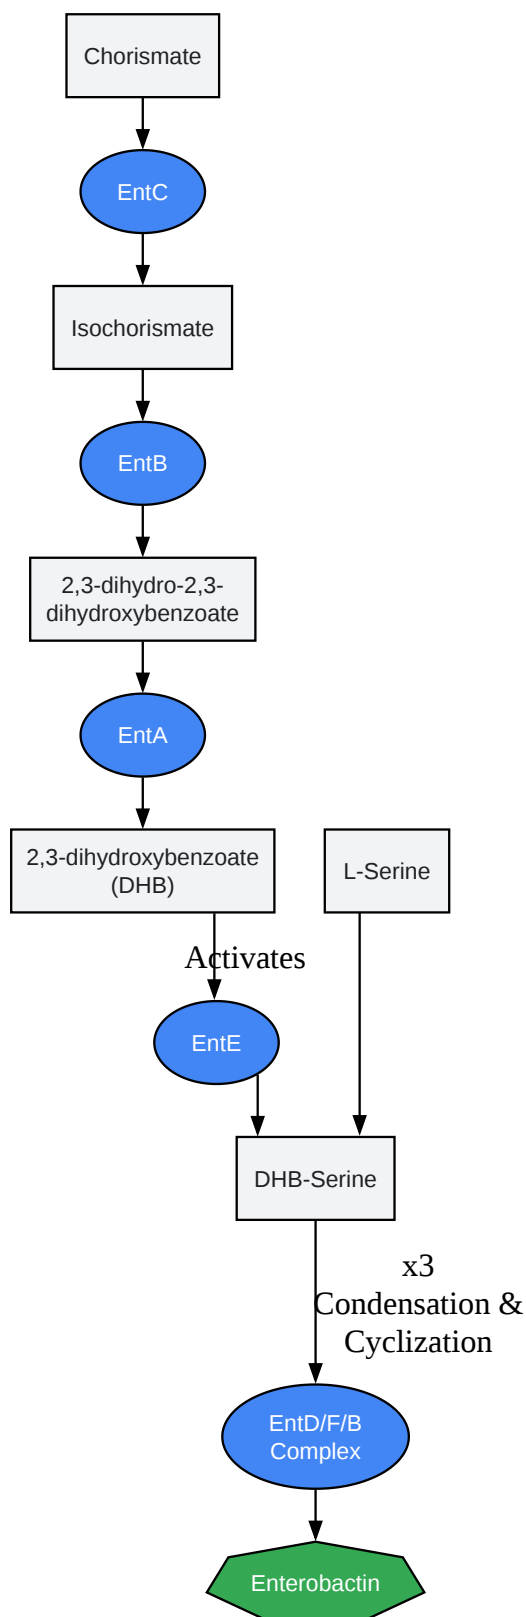 Chorismate
EntC
Isochorismate
EntB
2,3-dihydro-2,3-
dihydroxybenzoate
EntA
2,3-dihydroxybenzoate
(DHB)
L-Serine
Activates
EntE
DHB-Serine
x3
Condensation &
Cyclization
EntD/F/B
Complex
Enterobactin